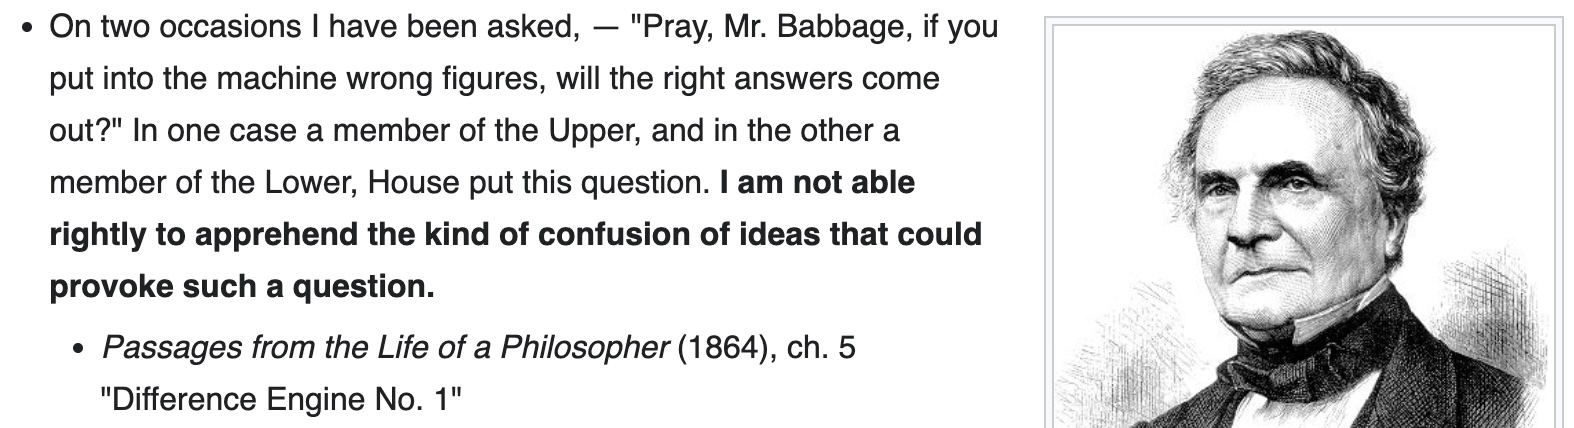 • On two occasions I have been asked, — "Pray, Mr. Babbage, if you
put into the machine wrong figures, will the right answers come
out?" In one case a member of the Upper, and in the other a
member of the Lower, House put this question. I am not able
rightly to apprehend the kind of confusion of ideas that could
provoke such a question.
• Passages from the Life of a Philosopher (1864), ch. 5
"Difference Engine No. 1"